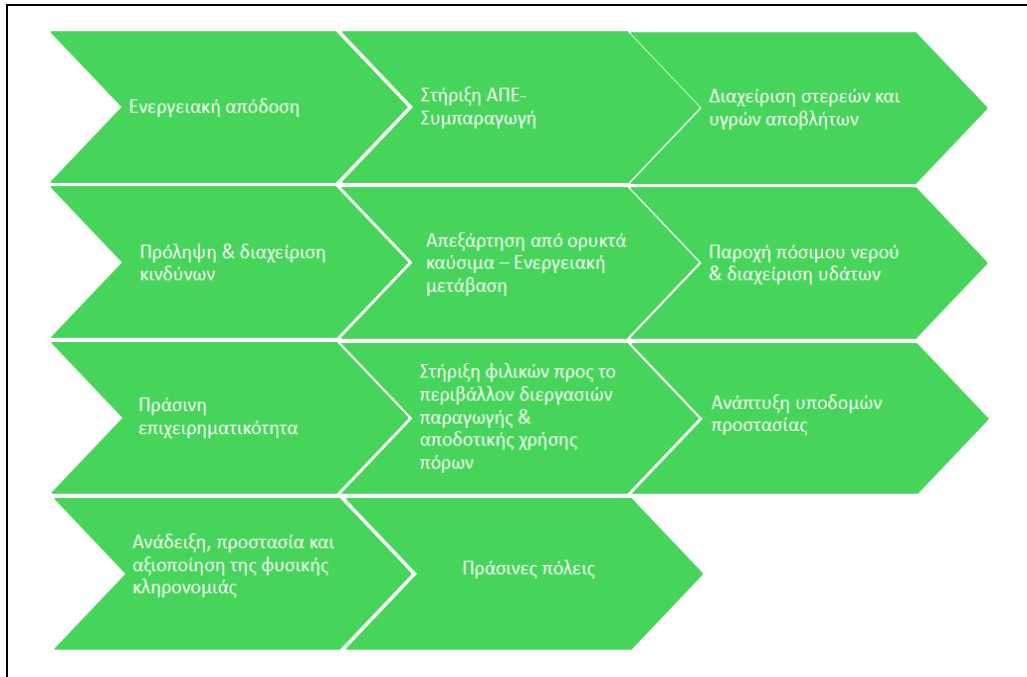 Ενεργειακή απόδοση
Στήριξη ΑΠΕ-
Συμπαραγωγή
Διαχείριση στερεών και
υγρών αποβλήτων
Πρόληψη & διαχείριση
κινδύνων
Απεξάρτηση από ορυκτά
καύσιμα – Ενεργειακή
μετάβαση
Παροχή πόσιμου νερού
& διαχείριση υδάτων
Πράσινη
επιχειρηματικότητα
Στήριξη φιλικών προς το
περιβάλλον διεργασιών
παραγωγής &
αποδοτικής χρήσης
πόρων
Ανάπτυξη υποδομών
προστασίας
Ανάδειξη, προστασία και
αξιοποίηση της φυσικής
κληρονομιάς
Πράσινες πόλεις